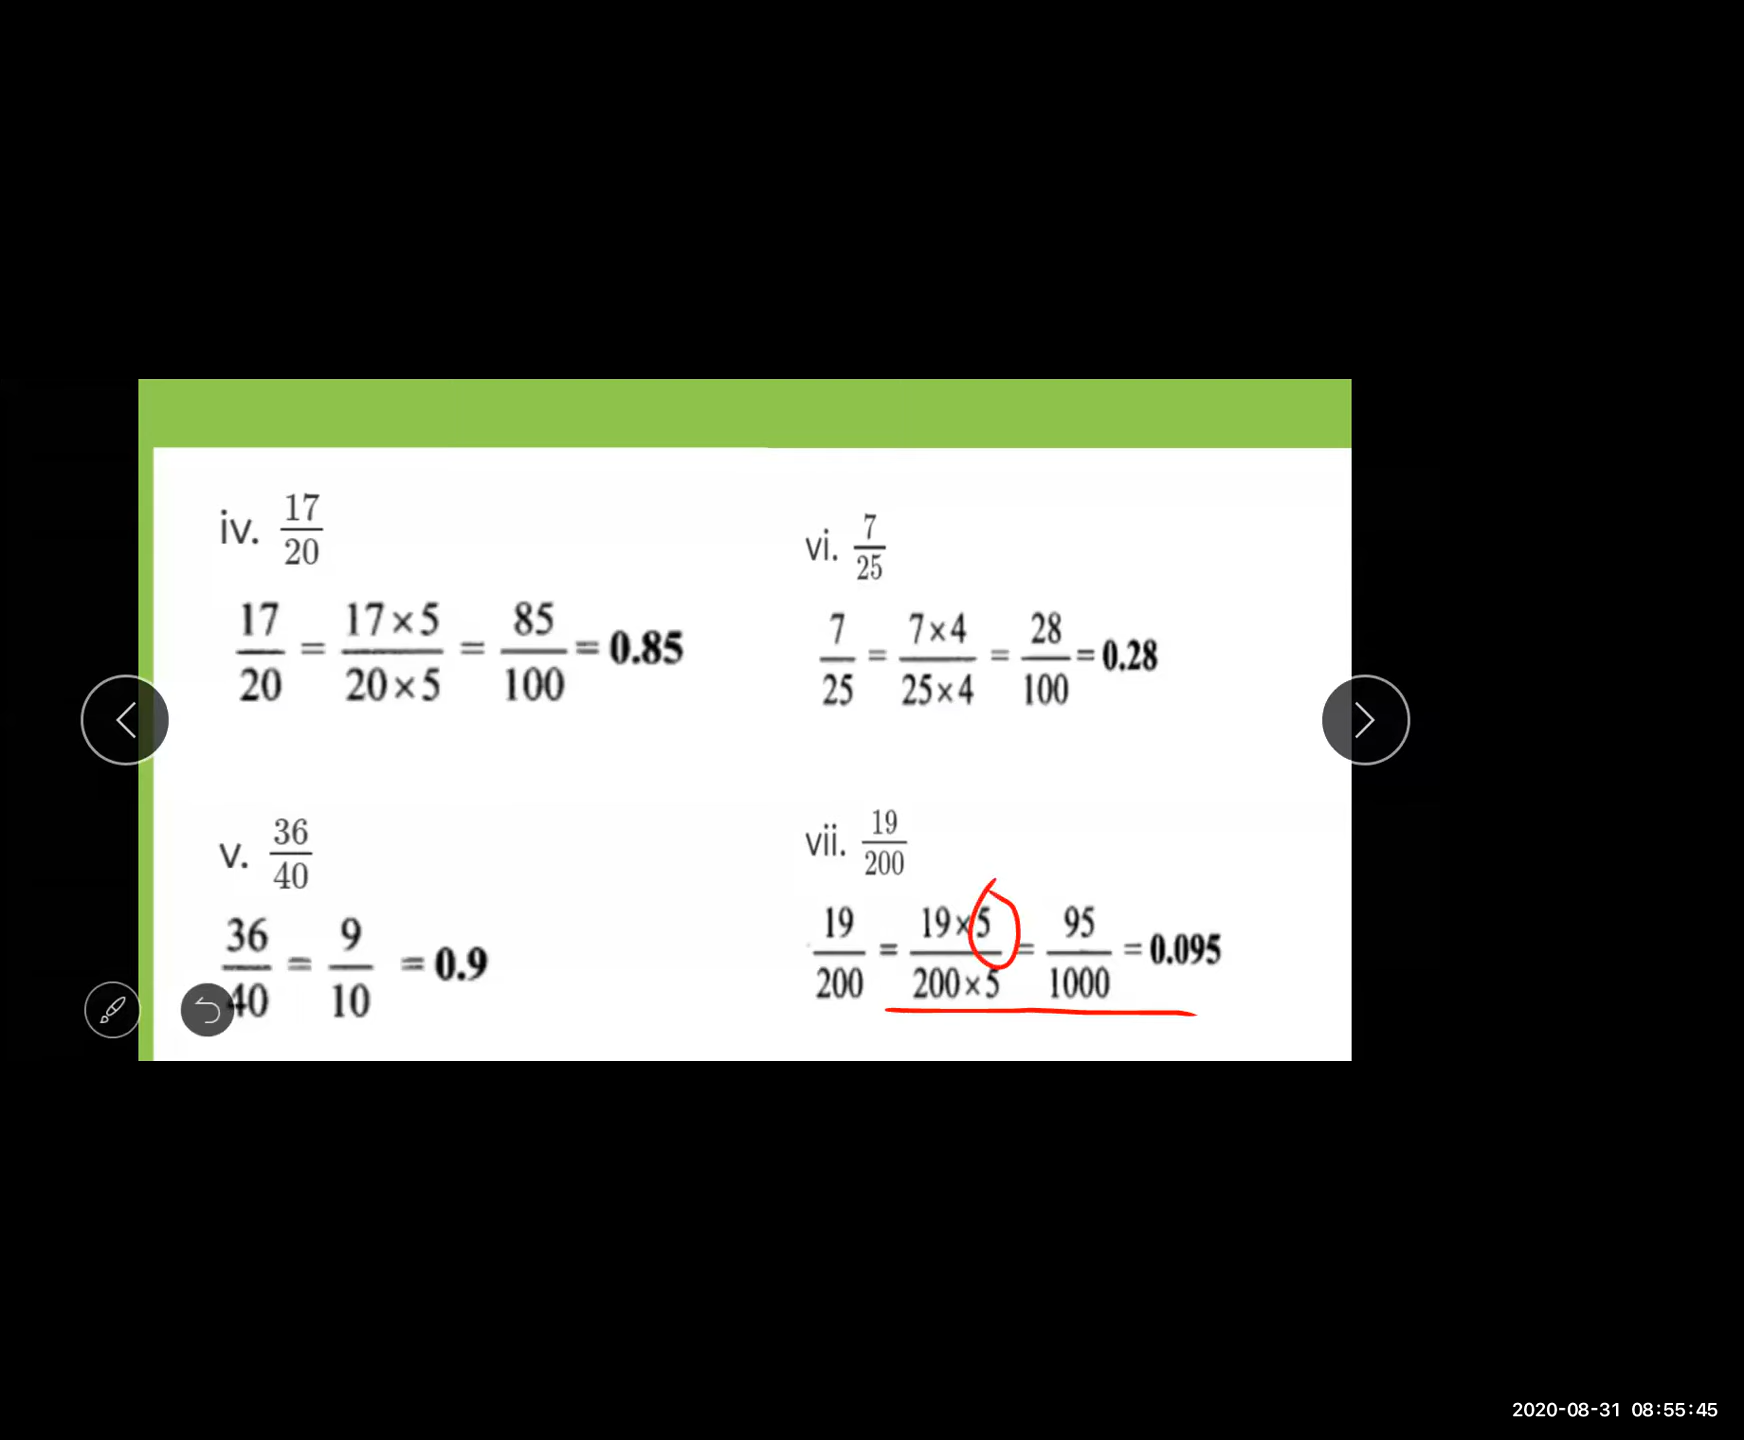 iv. 17/20
17/20 = 17×5/20×5 = 85/100 = 0.85
v. 36/40
36/40 = 9/10 = 0.9
vi. 7/25
7/25 = 7×4/25×4 = 28/100 = 0.28
vii. 19/200
19/200 = 19×5/200×5 = 95/1000 = 0.095
2020-08-31 08:55:45